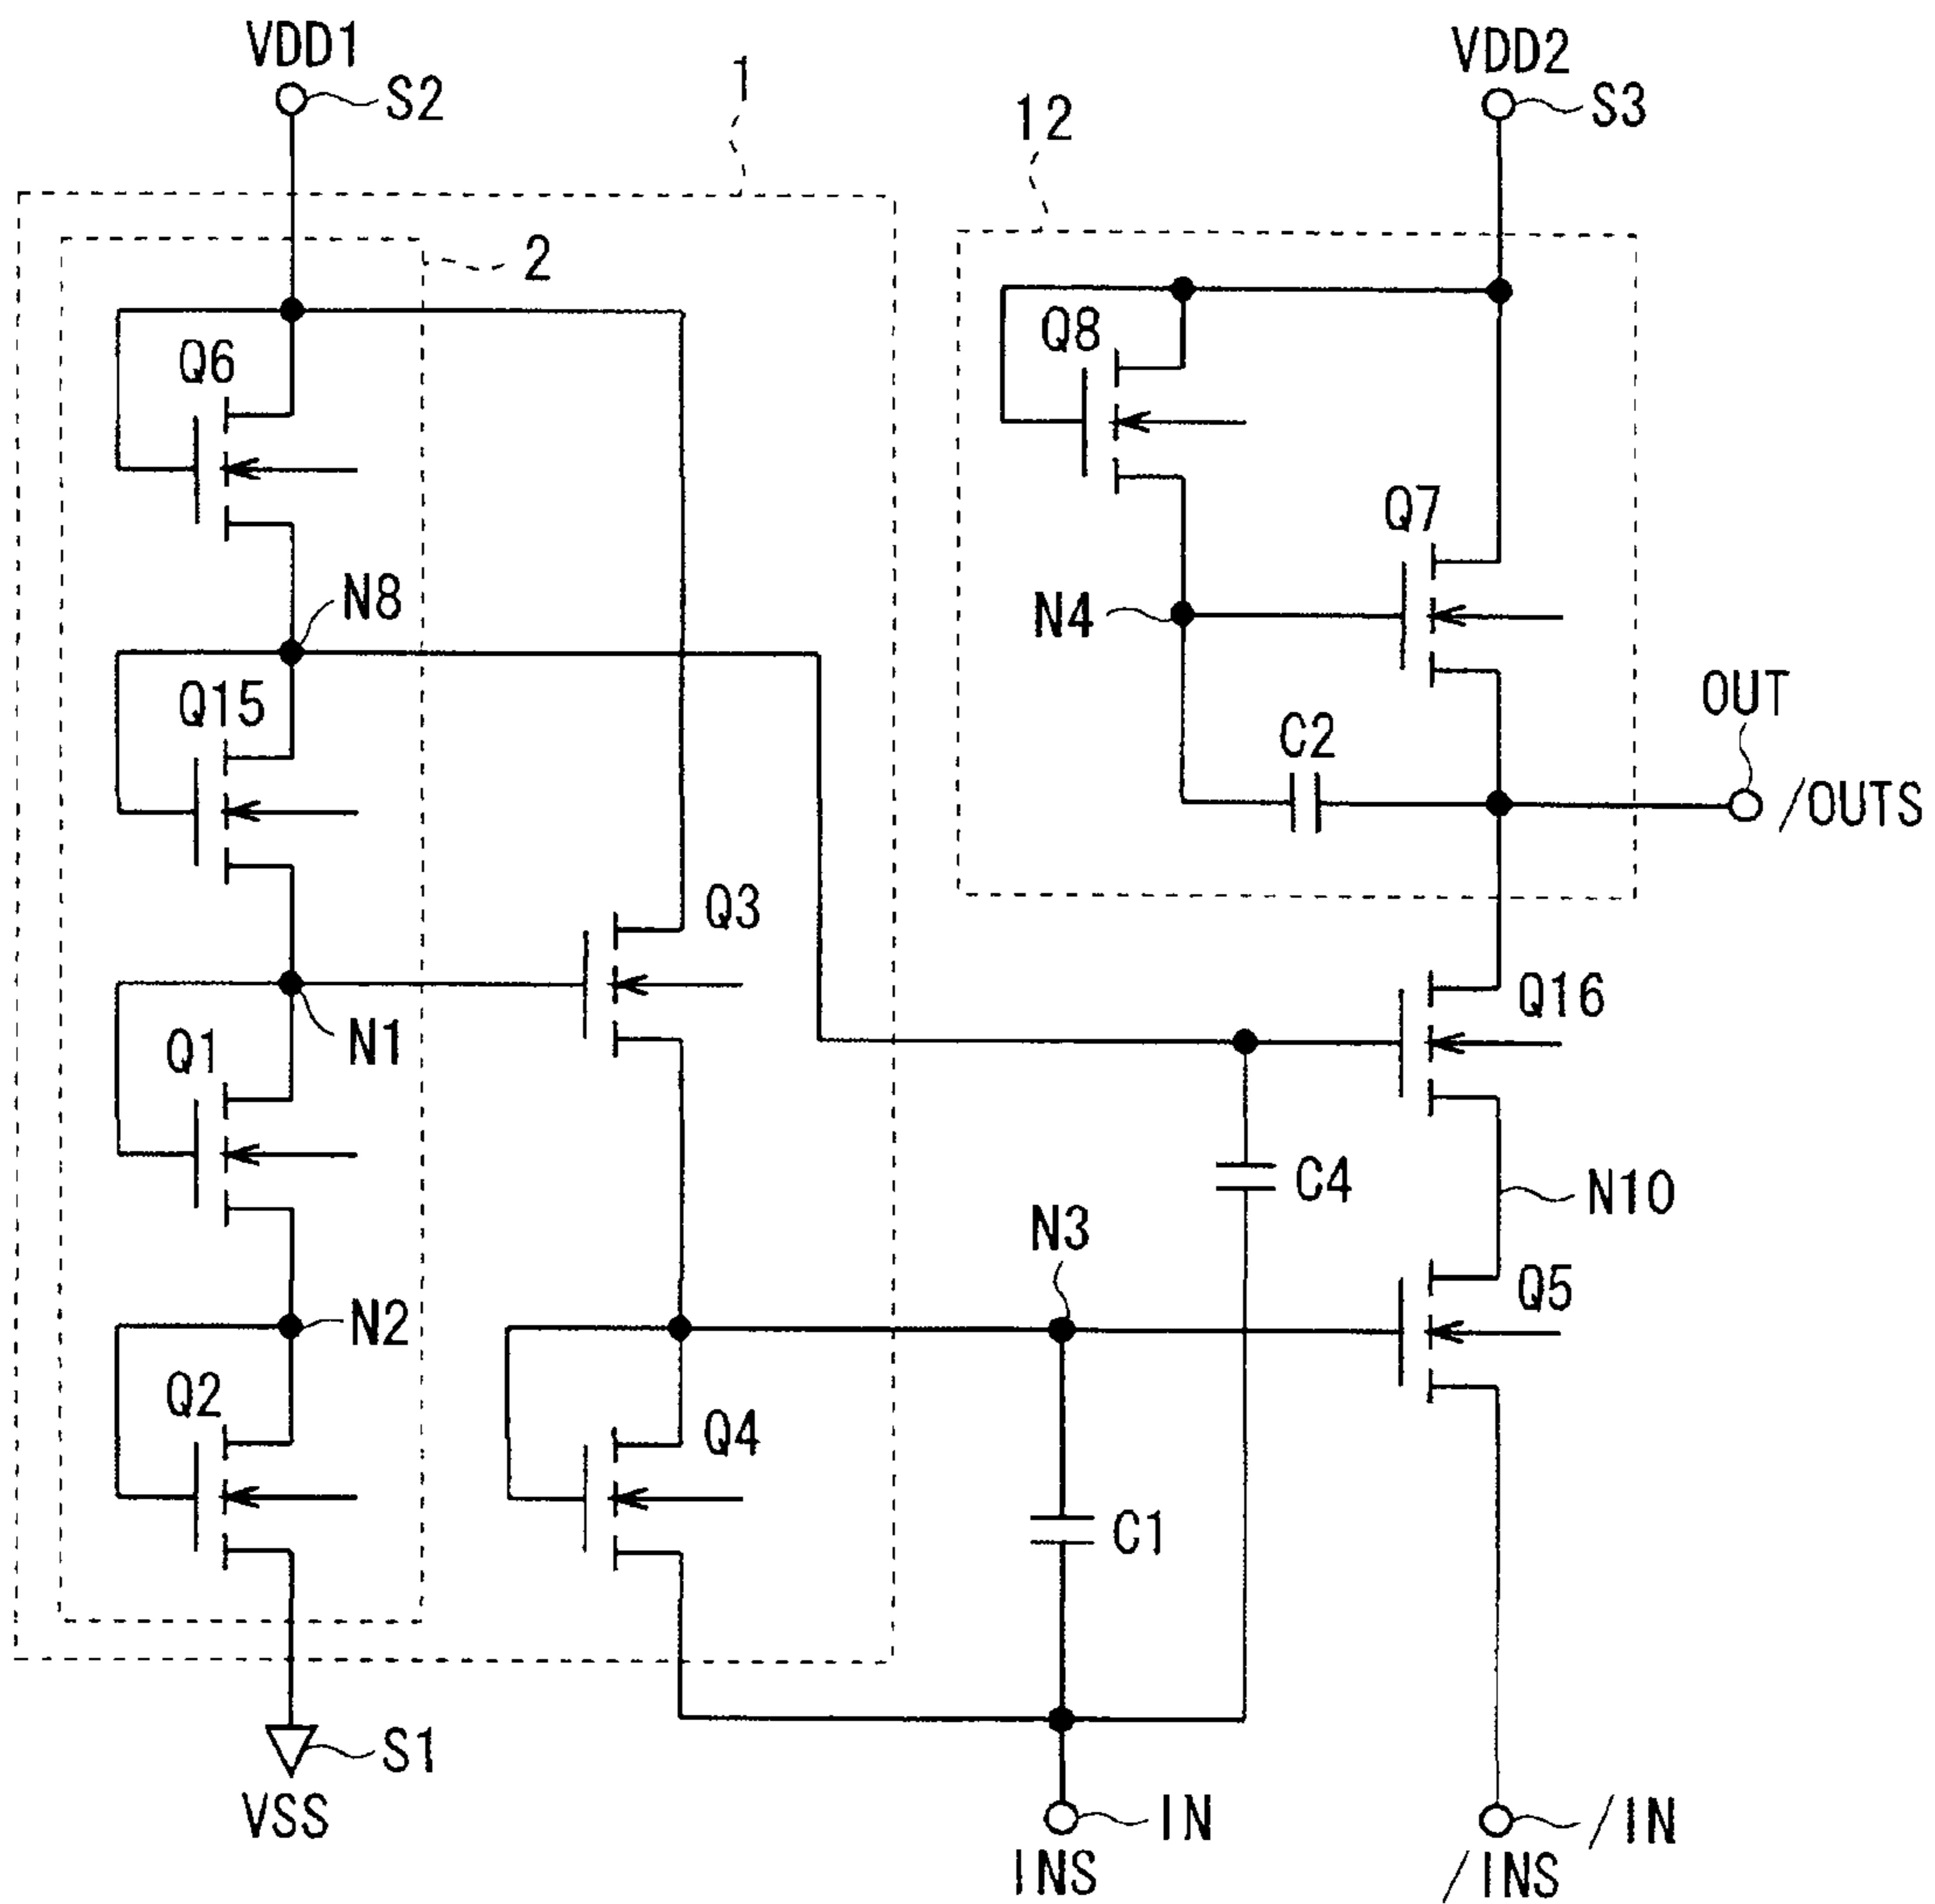 VDD1
S2
1
VDD2
S3
12
2
Q6
Q8
Q7
N8
N4
Q15
C2
OUT
/OUTS
Q3
Q16
N1
Q1
C4
N10
N3
Q5
N2
Q2
Q4
C1
S1
VSS
IN
INS
/IN
/INS